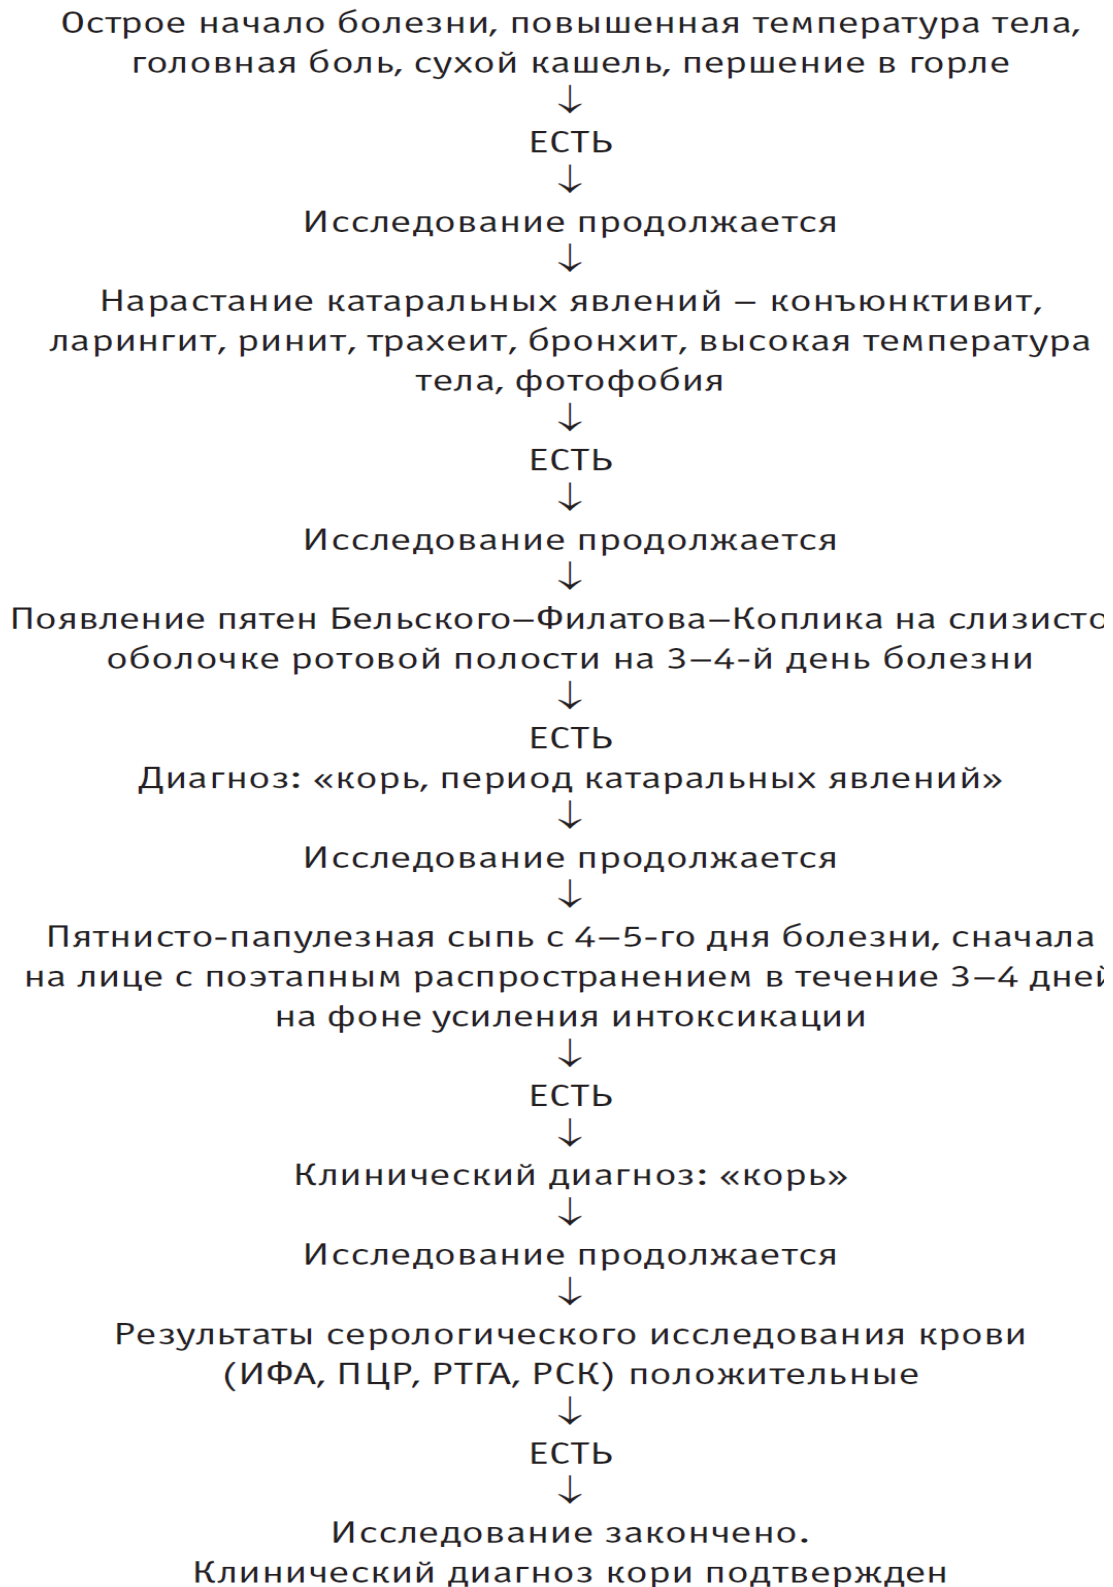 Острое начало болезни, повышенная температура тела,
головная боль, сухой кашель, першение в горле
↓
ЕСТЬ
↓
Исследование продолжается
↓
Нарастание катаральных явлений – конъюнктивит,
ларингит, ринит, трахеит, бронхит, высокая температура
тела, фотофобия
↓
ЕСТЬ
↓
Исследование продолжается
↓
Появление пятен Бельского–Филатова–Коплика на слизисто
оболочке ротовой полости на 3–4-й день болезни
↓
ЕСТЬ
Диагноз: «корь, период катаральных явлений»
↓
Исследование продолжается
↓
Пятнисто-папулезная сыпь с 4–5-го дня болезни, сначала
на лице с поэтапным распространением в течение 3–4 дней
на фоне усиления интоксикации
↓
ЕСТЬ
↓
Клинический диагноз: «корь»
↓
Исследование продолжается
↓
Результаты серологического исследования крови
(ИФА, ПЦР, РТГА, РСК) положительные
↓
ЕСТЬ
↓
Исследование закончено.
Клинический диагноз кори подтвержден